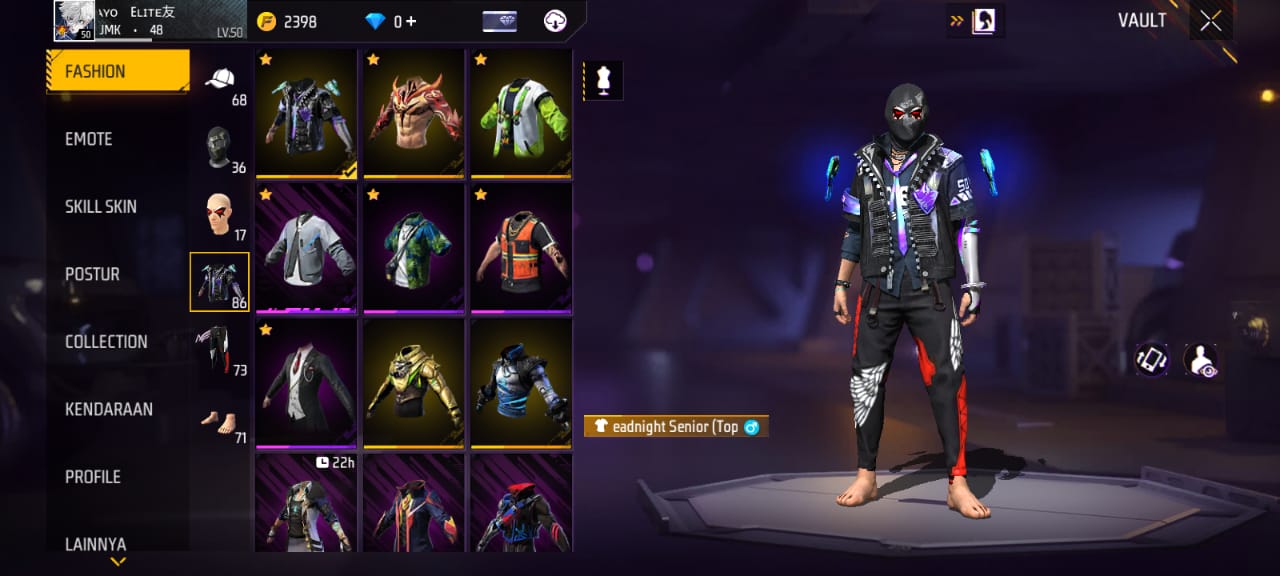 AYO ELITE友
JMK · 48
LV.50
50
2398
0 +
VAULT
FASHION
EMOTE
SKILL SKIN
POSTUR
COLLECTION
KENDARAAN
PROFILE
LAINNYA
68
36
17
86
73
71
22h
eadnight Senior (Top